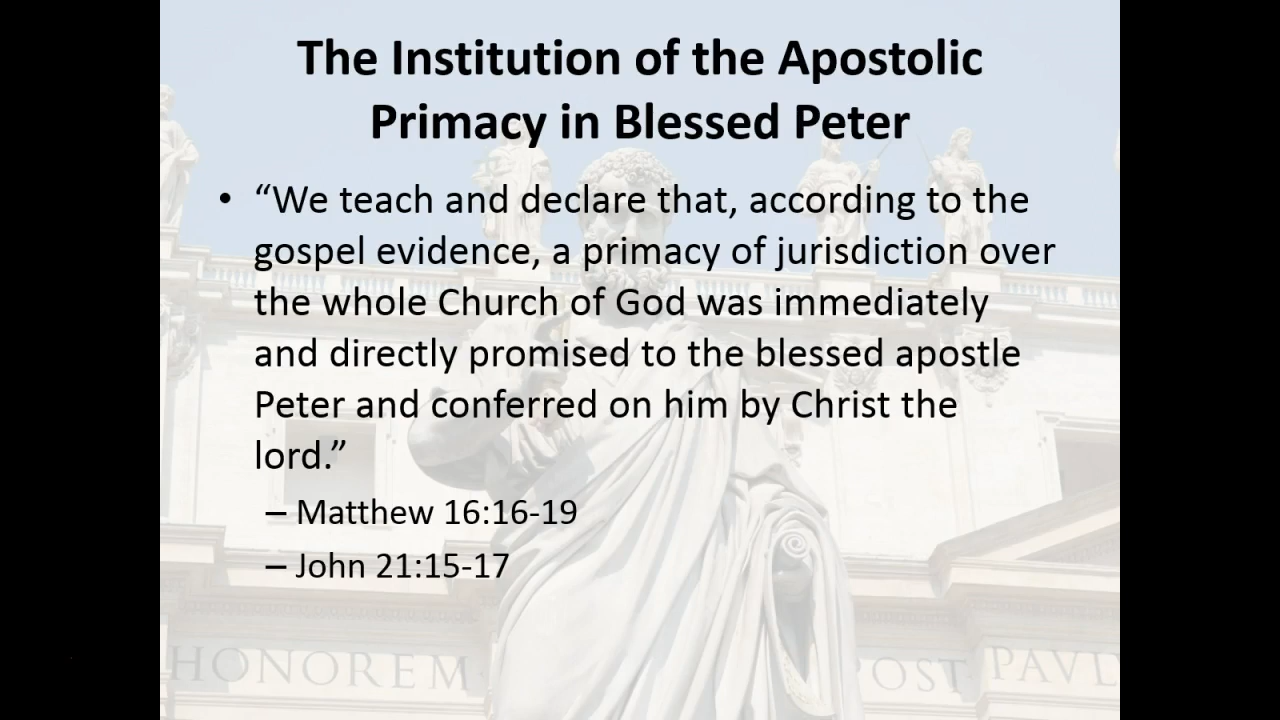 The Institution of the Apostolic
Primacy in Blessed Peter
• “We teach and declare that, according to the
gospel evidence, a primacy of jurisdiction over
the whole Church of God was immediately
and directly promised to the blessed apostle
Peter and conferred on him by Christ the
lord.”
– Matthew 16:16-19
– John 21:15-17
HONOREM POST PAVL